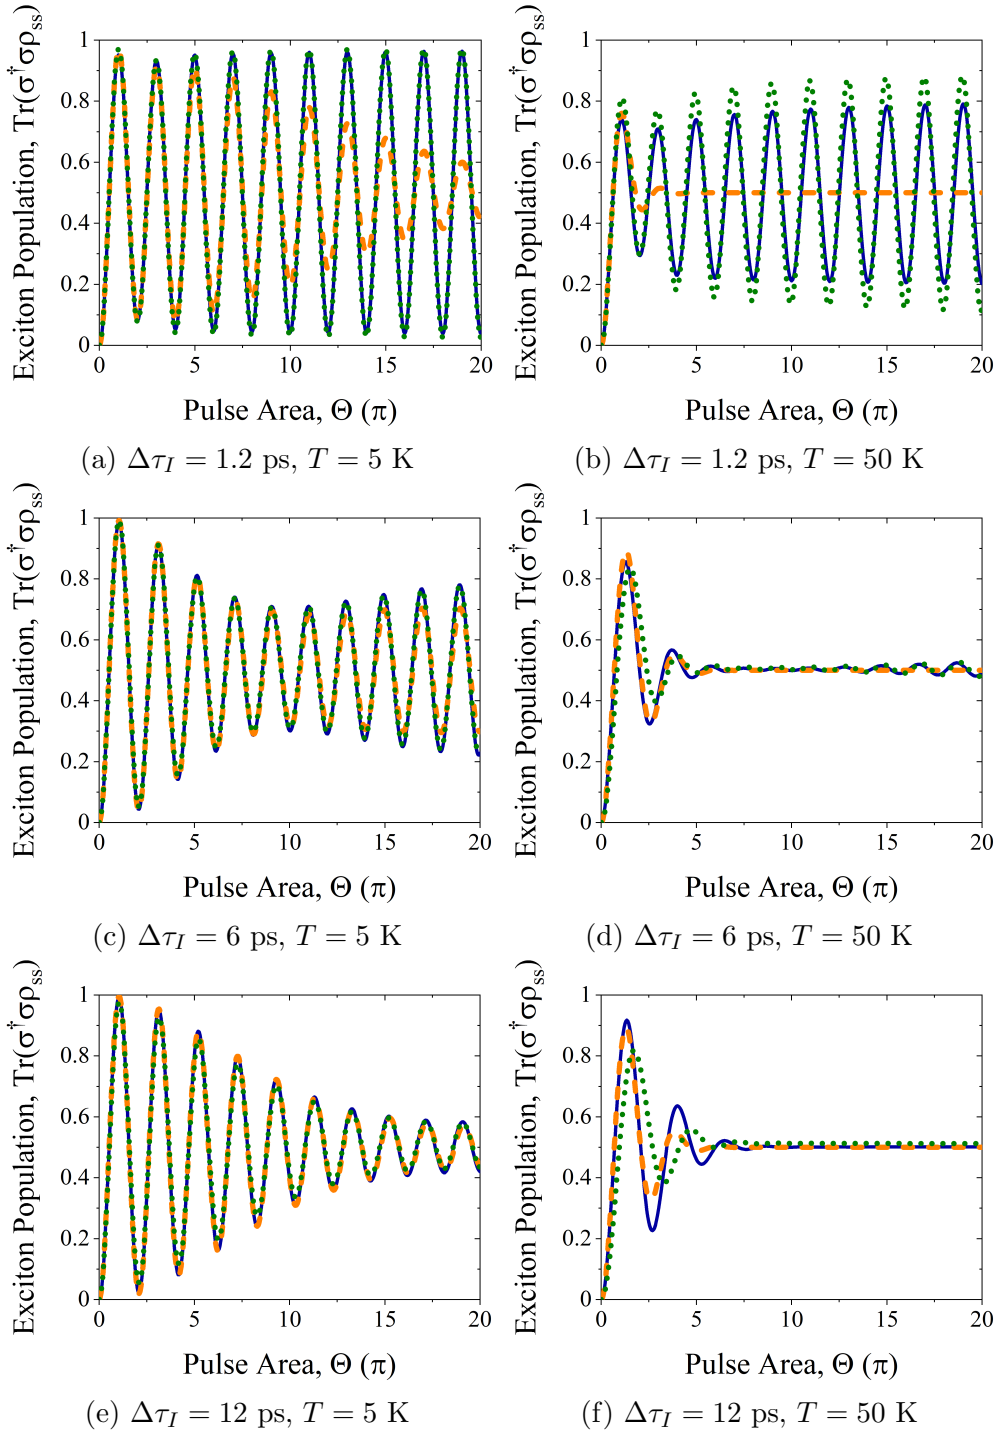 Exciton Population, Tr(σ†σρss)
1
0.8
0.6
0.4
0.2
0
0 5 10 15 20
Pulse Area, Θ (π)
(a) Δτ_I = 1.2 ps, T = 5 K
Exciton Population, Tr(σ†σρss)
1
0.8
0.6
0.4
0.2
0
0 5 10 15 20
Pulse Area, Θ (π)
(b) Δτ_I = 1.2 ps, T = 50 K
Exciton Population, Tr(σ†σρss)
1
0.8
0.6
0.4
0.2
0
0 5 10 15 20
Pulse Area, Θ (π)
(c) Δτ_I = 6 ps, T = 5 K
Exciton Population, Tr(σ†σρss)
1
0.8
0.6
0.4
0.2
0
0 5 10 15 20
Pulse Area, Θ (π)
(d) Δτ_I = 6 ps, T = 50 K
Exciton Population, Tr(σ†σρss)
1
0.8
0.6
0.4
0.2
0
0 5 10 15 20
Pulse Area, Θ (π)
(e) Δτ_I = 12 ps, T = 5 K
Exciton Population, Tr(σ†σρss)
1
0.8
0.6
0.4
0.2
0
0 5 10 15 20
Pulse Area, Θ (π)
(f) Δτ_I = 12 ps, T = 50 K